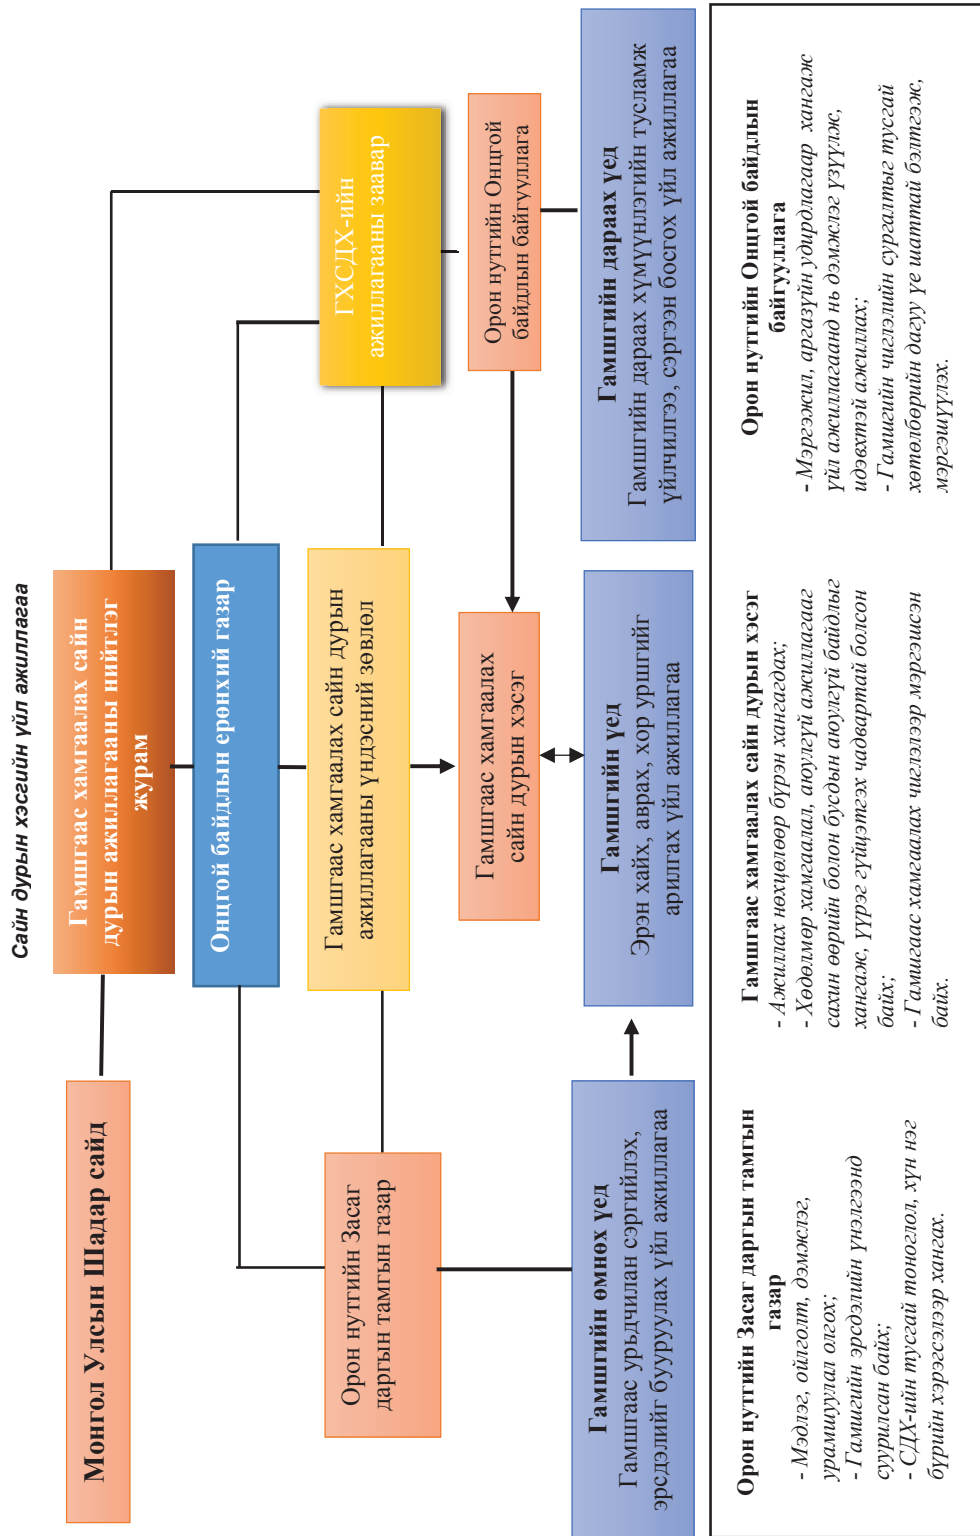 Сайн дурын хэсгийн үйл ажиллагаа
Монгол Улсын Шадар сайд
Гамшгаас хамгаалах сайн
дурын ажиллагааны нийтлэг
журам
Онцгой байдлын ерөнхий газар
Гамшгаас хамгаалах сайн дурын
ажиллагааны үндэсний зөвлөл
ГХСДХ-ийн
ажиллагааны заавар
Орон нутгийн Засаг
даргын тамгын газар
Гамшгаас хамгаалах
сайн дурын хэсэг
Орон нутгийн Онцгой
байдлын байгууллага
Гамшгийн өмнөх үед
Гамшгаас урьдчилан сэргийлэх,
эрсдэлийг бууруулах үйл ажиллагаа
Гамшгийн үед
Эрэн хайх, аврах, хор уршгийг
арилгах үйл ажиллагаа
Гамшгийн дараах үед
Гамшгийн дараах хүмүүнлэгийн тусламж
үйлчилгээ, сэргээн босгох үйл ажиллагаа
Орон нутгийн Засаг даргын тамгын
газар
- Мэдлэг, ойлголт, дэмжлэг,
урамшуулал олгох;
- Гамшгийн эрсдэлийн үнэлгээнд
суурилсан байх;
- СДХ-ийн тусгай тоноглол, хүн нэг
бүрийн хэрэгсэлээр хангах.
Гамшгаас хамгаалах сайн дурын хэсэг
- Ажиллах нөхцөлөөр бүрэн хангагдах;
- Хөдөлмөр хамгаалал, аюулгүй ажиллагааг
сахин өөрийн болон бусдын аюулгүй байдлыг
хангаж, үүрэг гүйцэтгэх чадвартай болсон
байх;
- Гамшгаас хамгаалах чиглэлээр мэргэшсэн
байх.
Орон нутгийн Онцгой байдлын
байгууллага
- Мэргэжил, аргазүйн удирдлагаар хангаж
үйл ажиллагаанд нь дэмжлэг үзүүлж,
идэвхтэй ажиллах;
- Гамшгийн чиглэлийн сургалтыг тусгай
хөтөлбөрийн дагуу үе шаттай бэлтгээж,
мэргэшүүлэх.